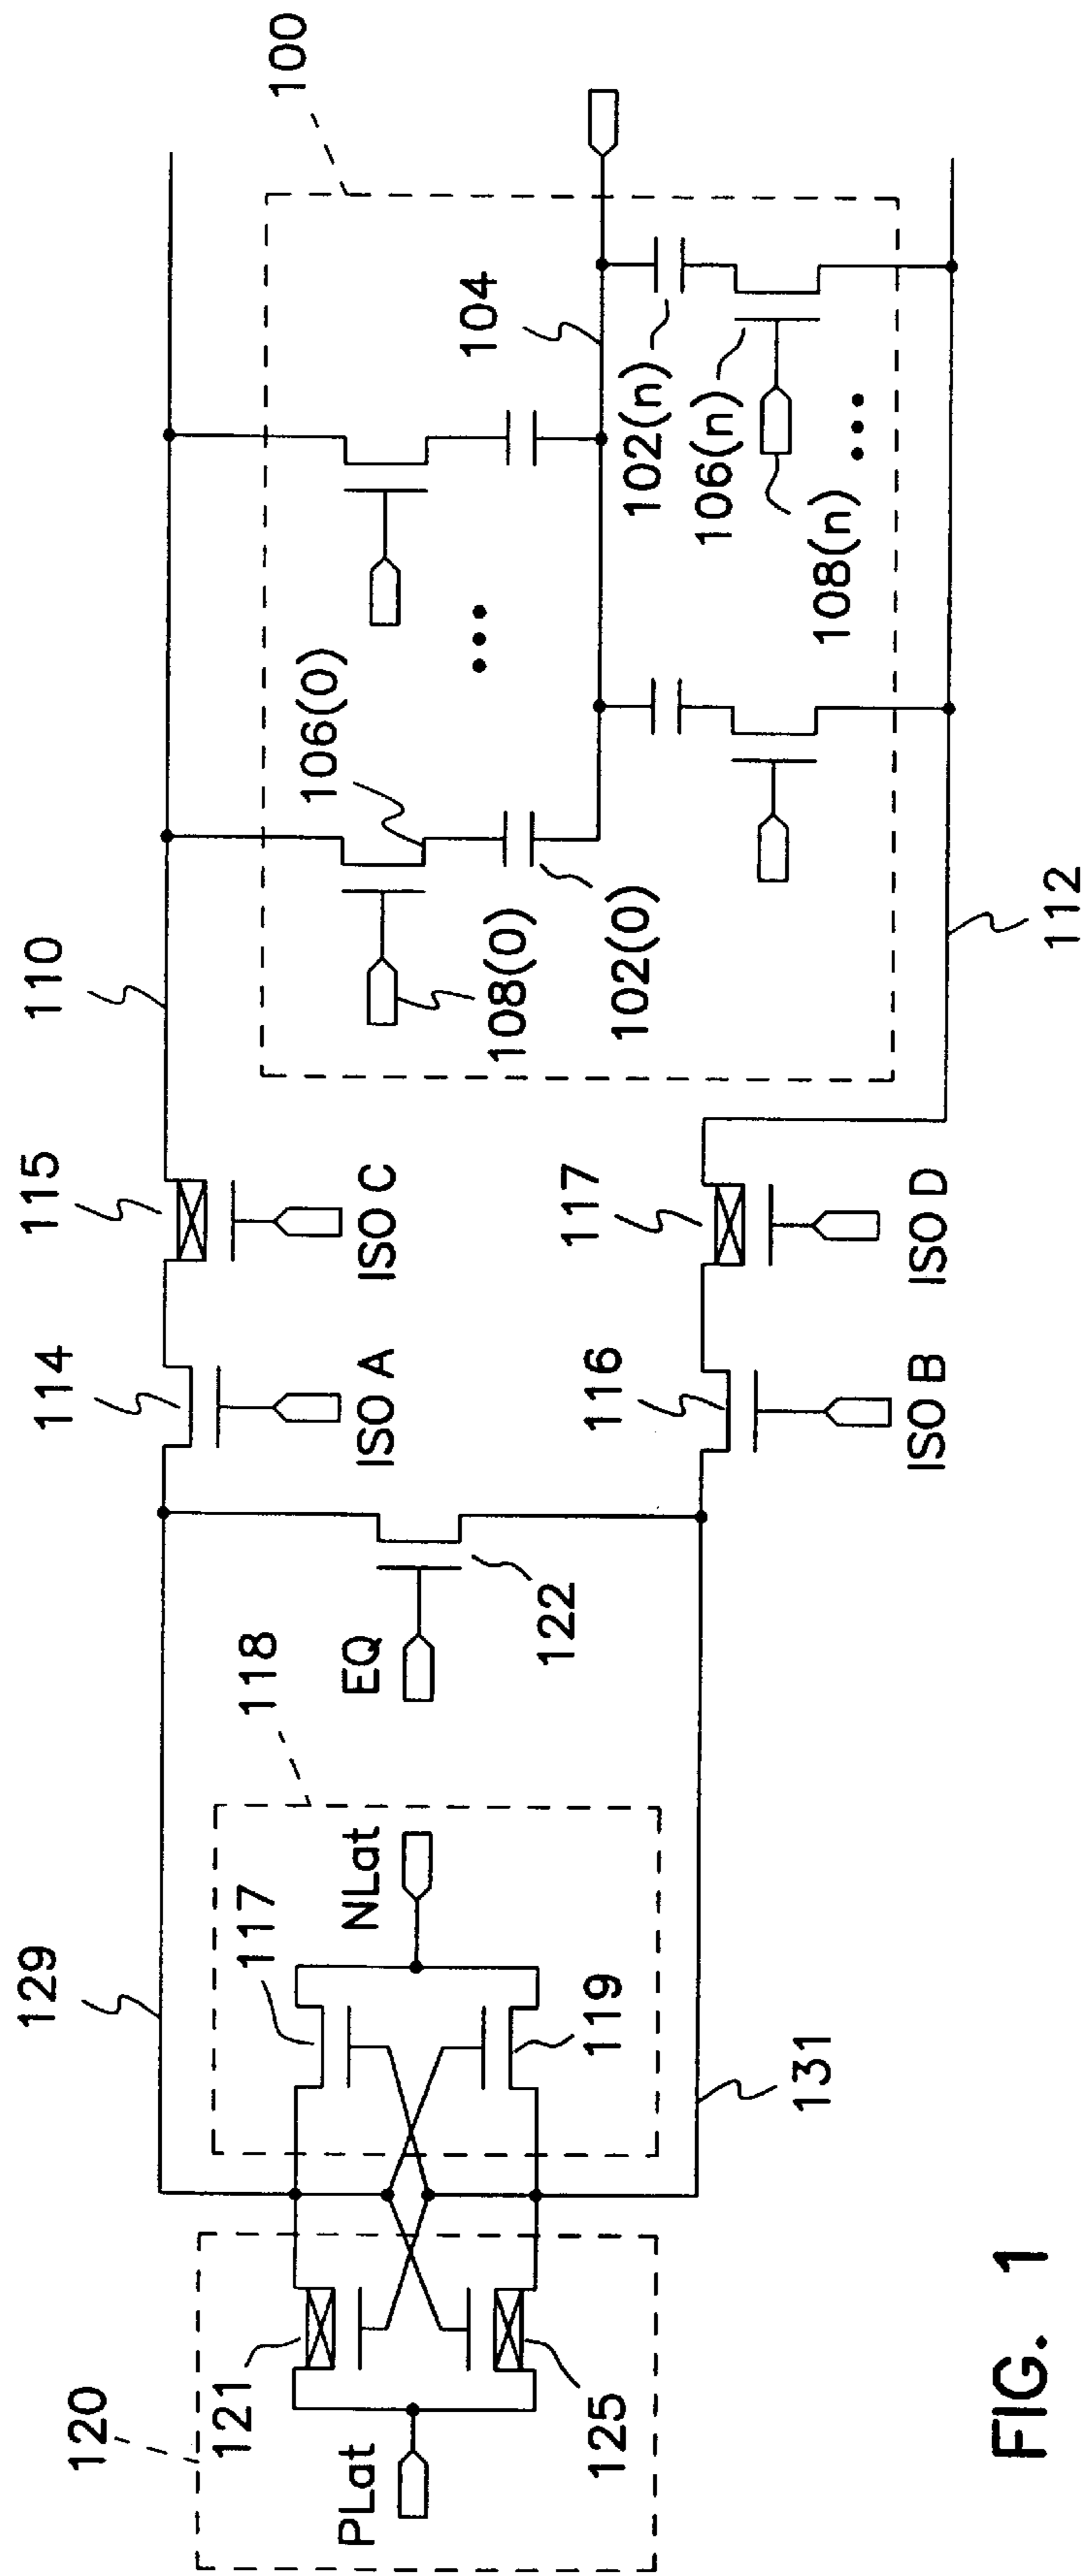 100
110
115
114
ISO C
ISO A
106(0)
108(0)
102(0)
104
102(n)
106(n)
108(n)
112
117
116
ISO D
ISO B
129
118
EQ
122
117
NLat
119
131
120
121
PLat
125
FIG. 1